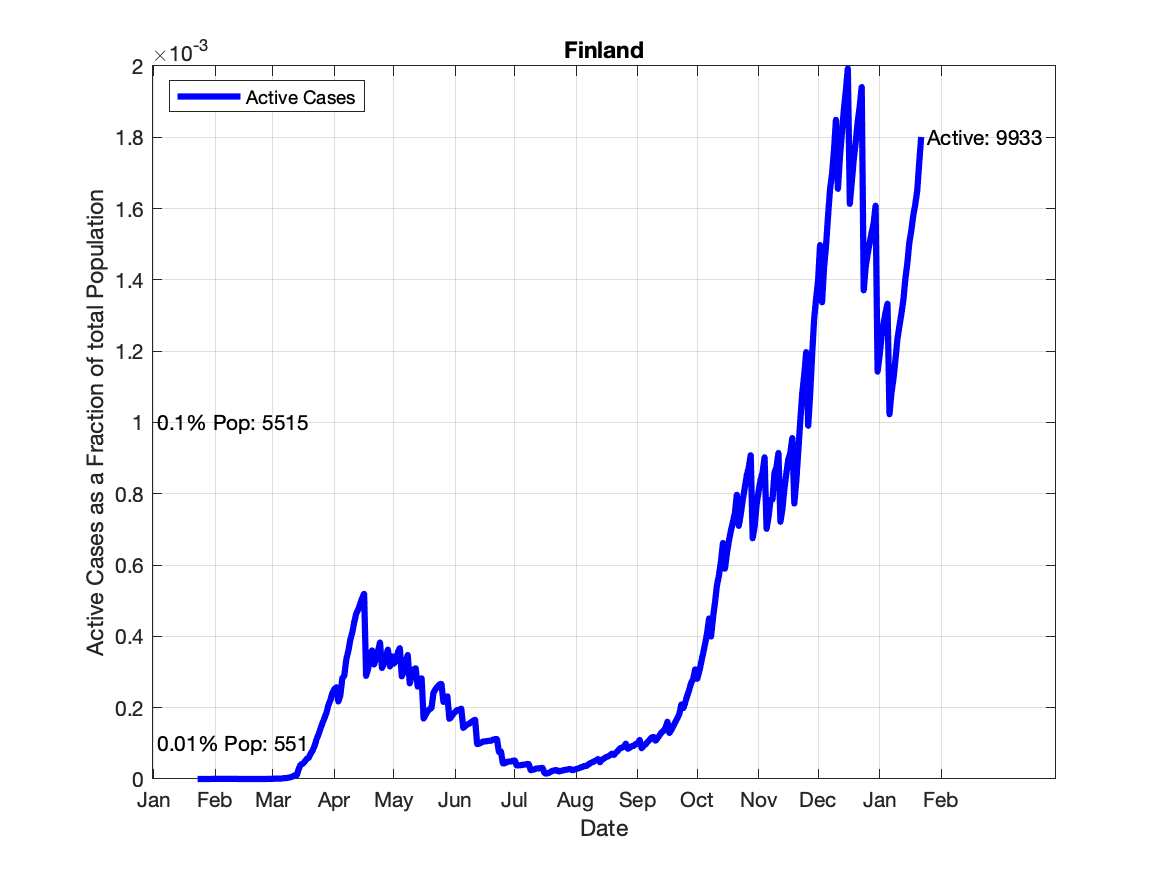 Finland
×10-3
2
1.8
1.6
1.4
1.2
1
0.8
0.6
0.4
0.2
0
Active Cases as a Fraction of total Population
Active Cases
Active: 9933
0.1% Pop: 5515
0.01% Pop: 551
Jan Feb Mar Apr May Jun Jul Aug Sep Oct Nov Dec Jan Feb
Date